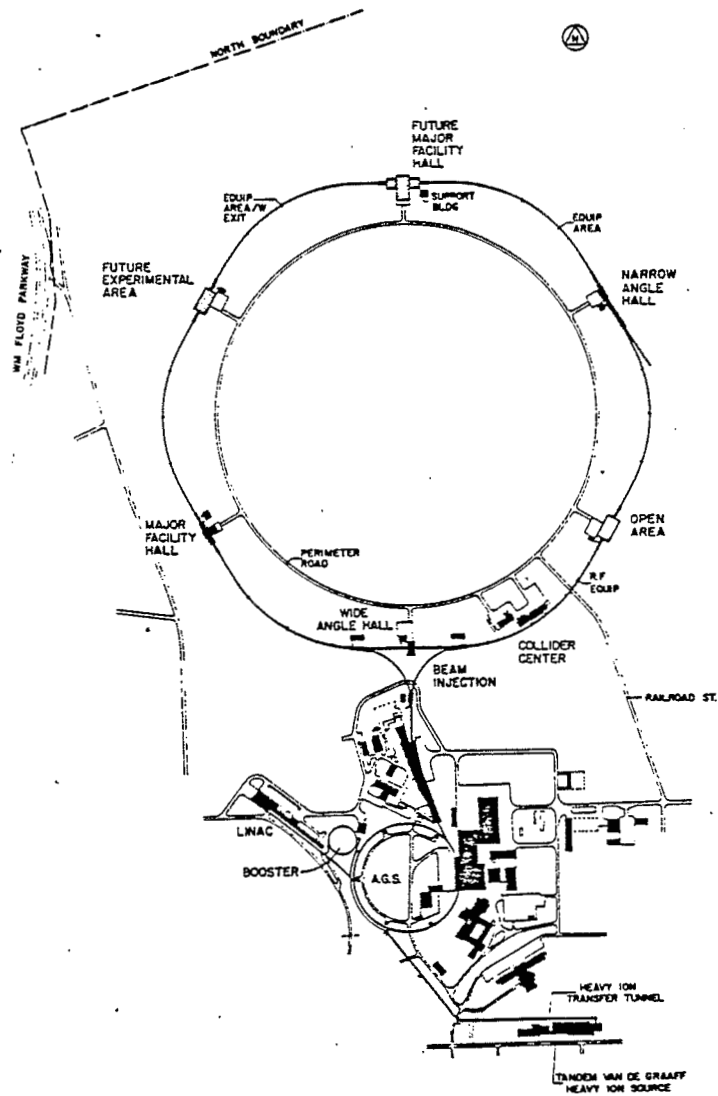 NORTH BOUNDARY
N
FUTURE
MAJOR
FACILITY
HALL
SUPPORT
BLDG
EQUIP
AREA/W
EXIT
EQUIP
AREA
FUTURE
EXPERIMENTAL
AREA
NARROW
ANGLE
HALL
WM FLOYD PARKWAY
MAJOR
FACILITY
HALL
OPEN
AREA
PERIMETER
ROAD
R.F
EQUIP
WIDE
ANGLE HALL
COLLIDER
CENTER
BEAM
INJECTION
RAILROAD ST.
LINAC
BOOSTER
A.G.S.
HEAVY ION
TRANSFER TUNNEL
TANDEM VAN DE GRAAFF
HEAVY ION SOURCE